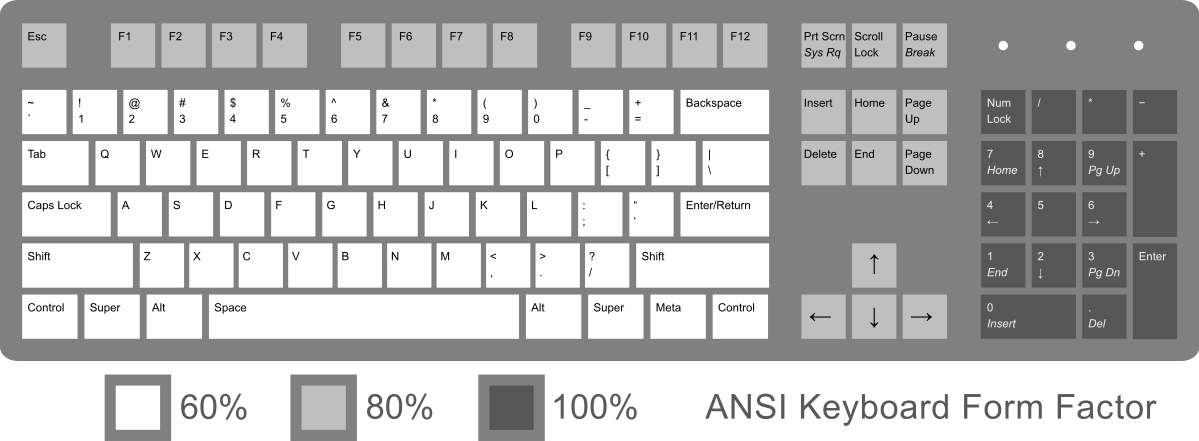 Esc F1 F2 F3 F4 F5 F6 F7 F8 F9 F10 F11 F12 Prt Scrn Scroll Pause
Sys Rq Lock Break
~ ! @ # $ % ^ & * ( ) _ + Backspace Insert Home Page Num / * −
` 1 2 3 4 5 6 7 8 9 0 - = Up Lock
Tab Q W E R T Y U I O P { } | Delete End Page 7 8 9 +
[ ] \ Down Home ↑ Pg Up
Caps Lock A S D F G H J K L : “ Enter/Return 4 5 6
; ‘ ← →
Shift Z X C V B N M < > ? Shift ↑ 1 2 3 Enter
, . / End ↓ Pg Dn
Control Super Alt Space Alt Super Meta Control ← ↓ → 0 .
Insert Del
60% 80% 100% ANSI Keyboard Form Factor